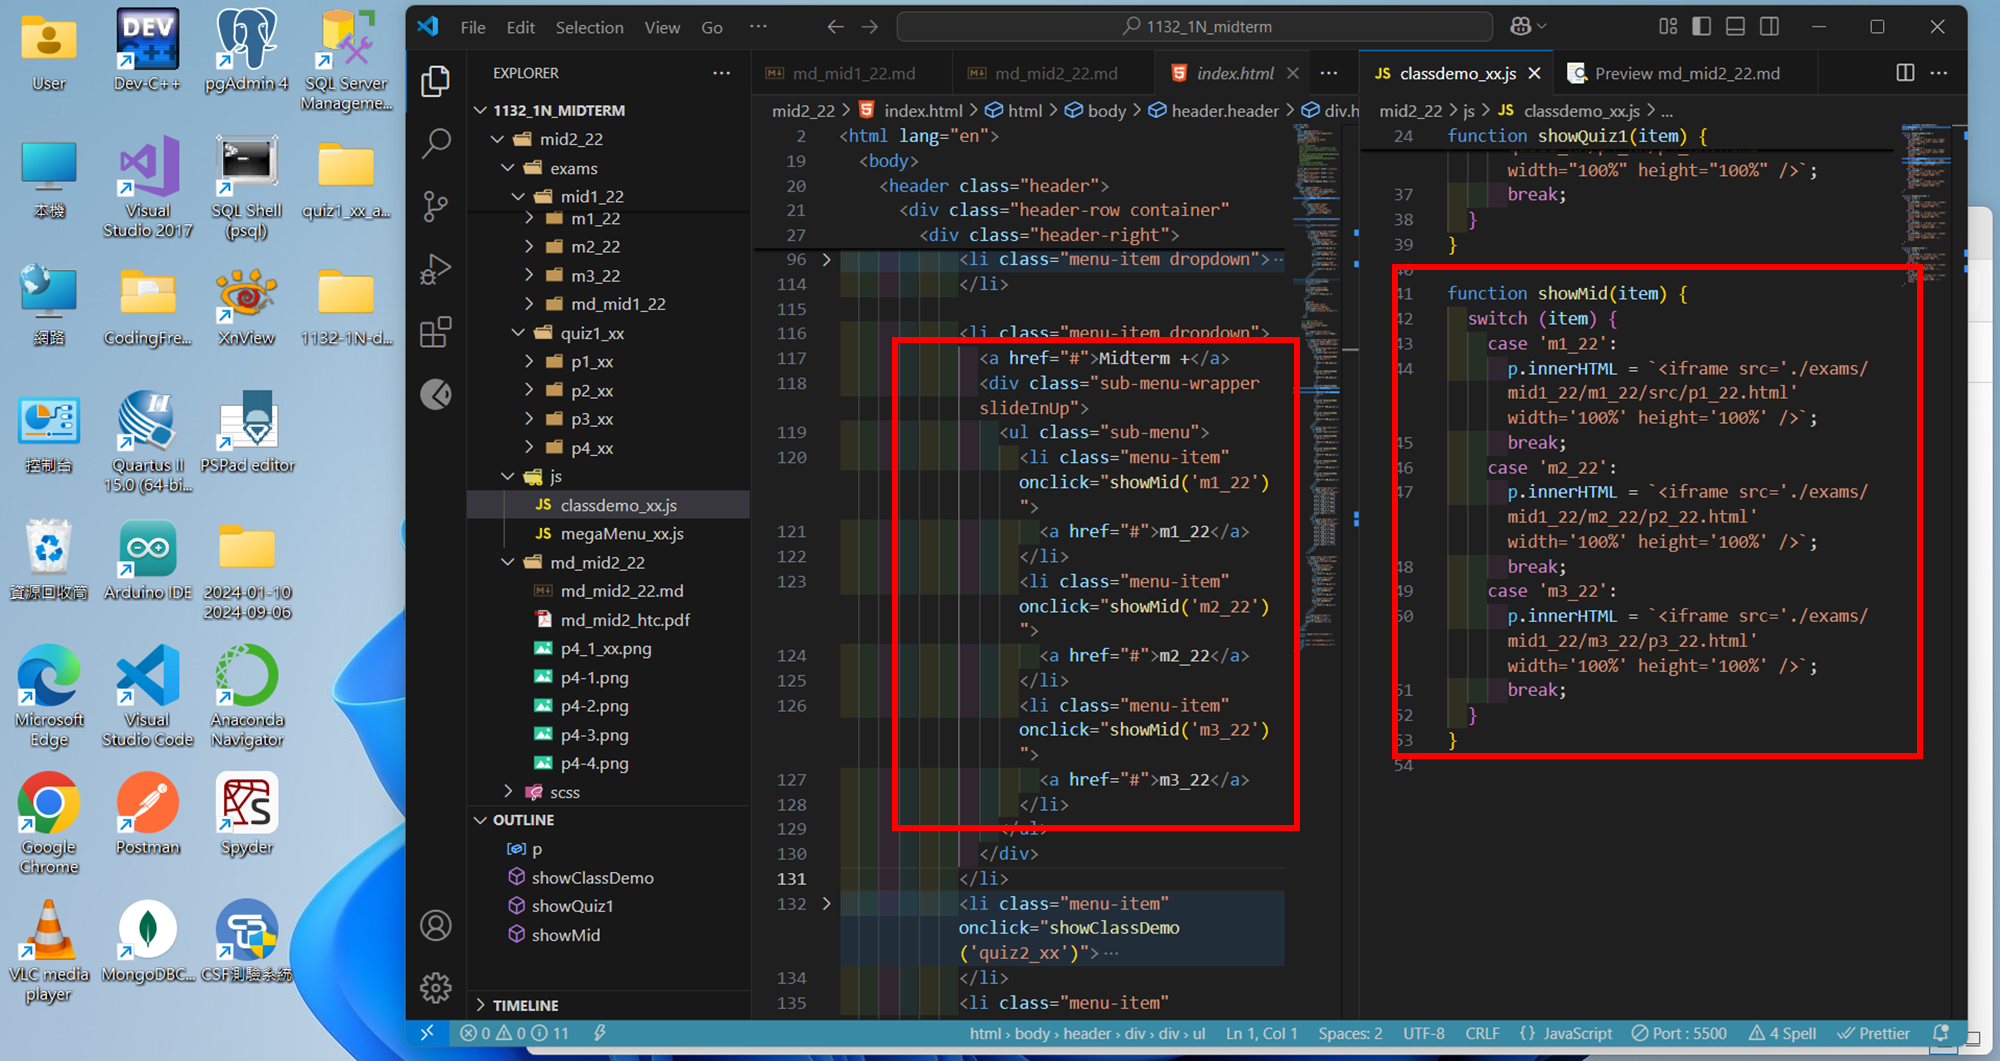 User
Dev-C++
pgAdmin 4
SQL Server
Manageme...
本機
Visual
Studio 2017
SQL Shell
(psql)
quiz1_xx_a...
網路
CodingFre...
XnView
1132-1N-d...
控制台
Quartus II
15.0 (64-bi...
PSPad editor
資源回收筒
Arduino IDE
2024-01-10
2024-09-06
Microsoft
Edge
Visual
Studio Code
Anaconda
Navigator
Google
Chrome
Postman
Spyder
VLC media
player
MongoDBC...
CSF測驗系統
File Edit Selection View Go ···
1132_1N_midterm
EXPLORER ···
1132_1N_MIDTERM
mid2_22
exams
mid1_22
m1_22
m2_22
m3_22
md_mid1_22
quiz1_xx
p1_xx
p2_xx
p3_xx
p4_xx
js
JS classdemo_xx.js
JS megaMenu_xx.js
md_mid2_22
md_mid2_22.md
md_mid2_htc.pdf
p4_1_xx.png
p4-1.png
p4-2.png
p4-3.png
p4-4.png
scss
OUTLINE
p
showClassDemo
showQuiz1
showMid
TIMELINE
md_mid1_22.md md_mid2_22.md index.html ···
mid2_22 > index.html > html > body > header.header > div.h
2 <html lang="en">
19 <body>
20 <header class="header">
21 <div class="header-row container"
27 <div class="header-right">
96 <li class="menu-item dropdown">···
114 </li>
115
116 <li class="menu-item dropdown">
117 <a href="#">Midterm +</a>
118 <div class="sub-menu-wrapper
slideInUp">
119 <ul class="sub-menu">
120 <li class="menu-item"
onclick="showMid('m1_22')
">
121 <a href="#">m1_22</a>
122 </li>
123 <li class="menu-item"
onclick="showMid('m2_22')
">
124 <a href="#">m2_22</a>
125 </li>
126 <li class="menu-item"
onclick="showMid('m3_22')
">
127 <a href="#">m3_22</a>
128 </li>
129 </ul>
130 </div>
131 </li>
132 <li class="menu-item"
onclick="showClassDemo
('quiz2_xx')">···
134 </li>
135 <li class="menu-item"
JS classdemo_xx.js Preview md_mid2_22.md ···
mid2_22 > js > JS classdemo_xx.js > ...
24 function showQuiz1(item) {
width="100%" height="100%" />`;
37 break;
38 }
39 }
40
41 function showMid(item) {
42 switch (item) {
43 case 'm1_22':
44 p.innerHTML = `<iframe src='./exams/
mid1_22/m1_22/src/p1_22.html'
width='100%' height='100%' />`;
45 break;
46 case 'm2_22':
47 p.innerHTML = `<iframe src='./exams/
mid1_22/m2_22/p2_22.html'
width='100%' height='100%' />`;
48 break;
49 case 'm3_22':
50 p.innerHTML = `<iframe src='./exams/
mid1_22/m3_22/p3_22.html'
width='100%' height='100%' />`;
51 break;
52 }
53 }
54
0 0 11
html > body > header > div > div > ul Ln 1, Col 1 Spaces: 2 UTF-8 CRLF {} JavaScript Port : 5500 4 Spell Prettier